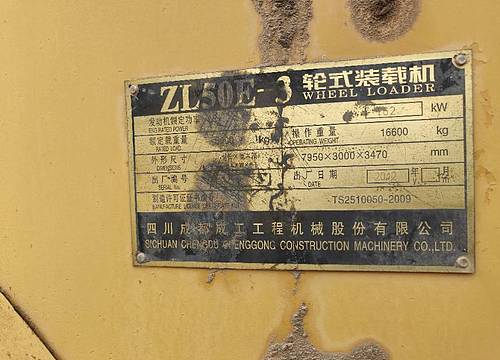 ZL50E-3 轮式装载机
WHEEL LOADER
发动机额定功率 162 kW
ENG RATED POWER
额定载重量 kg 操作重量 16600 kg
RATED LOAD OPERATING WEIGHT
外形尺寸 7950×3000×3470 mm
DIMENSION
出厂编号 出厂日期 年 月
SERIAL No. DATE
制造许可证 TS2510060-2009
四川成都成工工程机械股份有限公司
SICHUAN CHENGDU CHENGGONG CONSTRUCTION MACHINERY CO.,LTD.